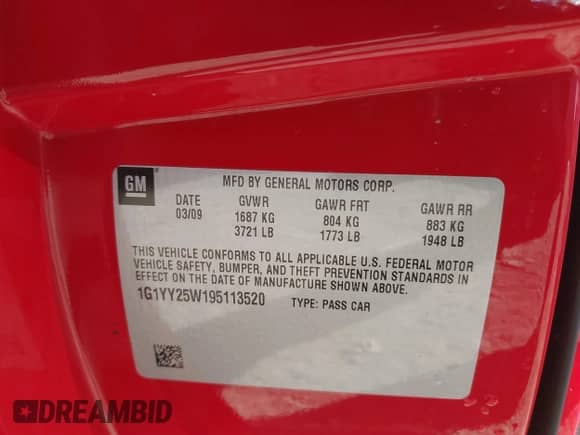 GM
MFD BY GENERAL MOTORS CORP.
DATE GVWR GAWR FRT GAWR RR
03/09 1687 KG 804 KG 883 KG
3721 LB 1773 LB 1948 LB
THIS VEHICLE CONFORMS TO ALL APPLICABLE U.S. FEDERAL MOTOR
VEHICLE SAFETY, BUMPER, AND THEFT PREVENTION STANDARDS IN
EFFECT ON THE DATE OF MANUFACTURE SHOWN ABOVE.
1G1YY25W195113520 TYPE: PASS CAR
DREAMBID